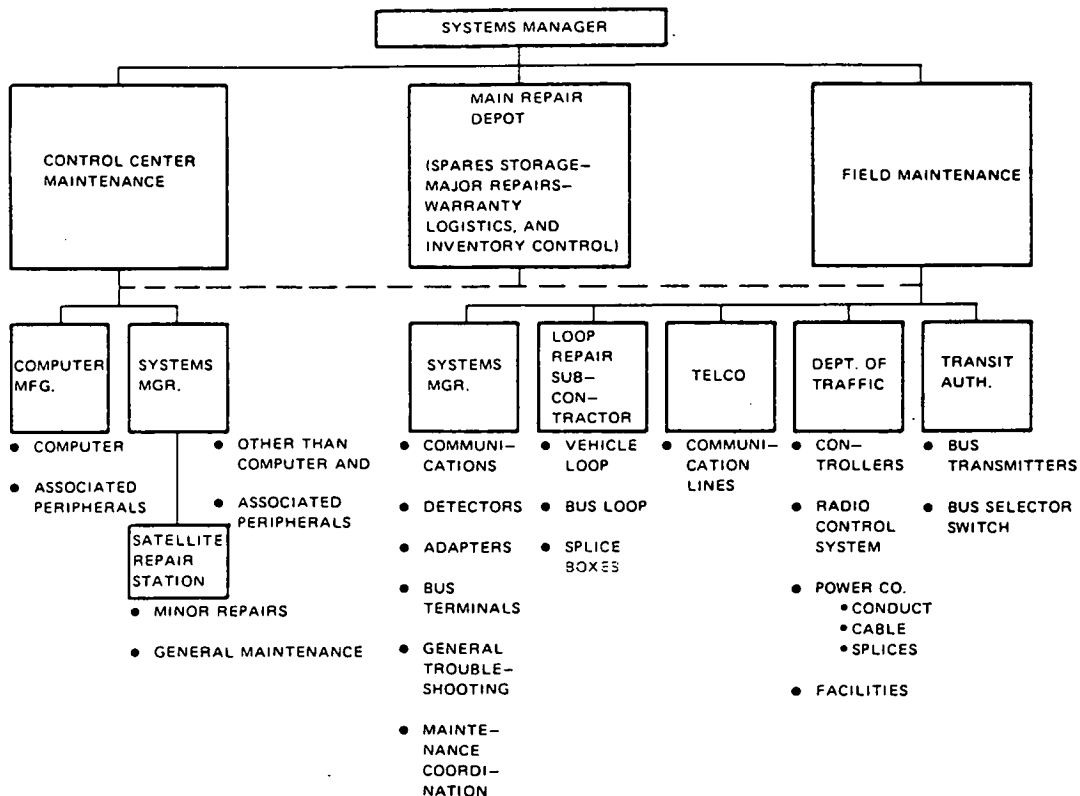 SYSTEMS MANAGER
CONTROL CENTER
MAINTENANCE
MAIN REPAIR
DEPOT
(SPARES STORAGE—
MAJOR REPAIRS—
WARRANTY
LOGISTICS, AND
INVENTORY CONTROL)
FIELD MAINTENANCE
COMPUTER
MFG.
● COMPUTER
● ASSOCIATED
PERIPHERALS
SYSTEMS
MGR.
● OTHER THAN
COMPUTER AND
● ASSOCIATED
PERIPHERALS
SATELLITE
REPAIR
STATION
● MINOR REPAIRS
● GENERAL MAINTENANCE
SYSTEMS
MGR.
● COMMUNI—
CATIONS
● DETECTORS
● ADAPTERS
● BUS
TERMINALS
● GENERAL
TROUBLE—
SHOOTING
● MAINTE—
NANCE
COORDI—
NATION
LOOP
REPAIR
SUB—
CON—
TRACTOR
● VEHICLE
LOOP
● BUS LOOP
● SPLICE
BOXES
TELCO
● COMMUNI—
CATION
LINES
DEPT. OF
TRAFFIC
● CON—
TROLLERS
● RADIO
CONTROL
SYSTEM
● POWER CO.
• CONDUCT
• CABLE
• SPLICES
● FACILITIES
TRANSIT
AUTH.
● BUS
TRANSMITTERS
● BUS SELECTOR
SWITCH